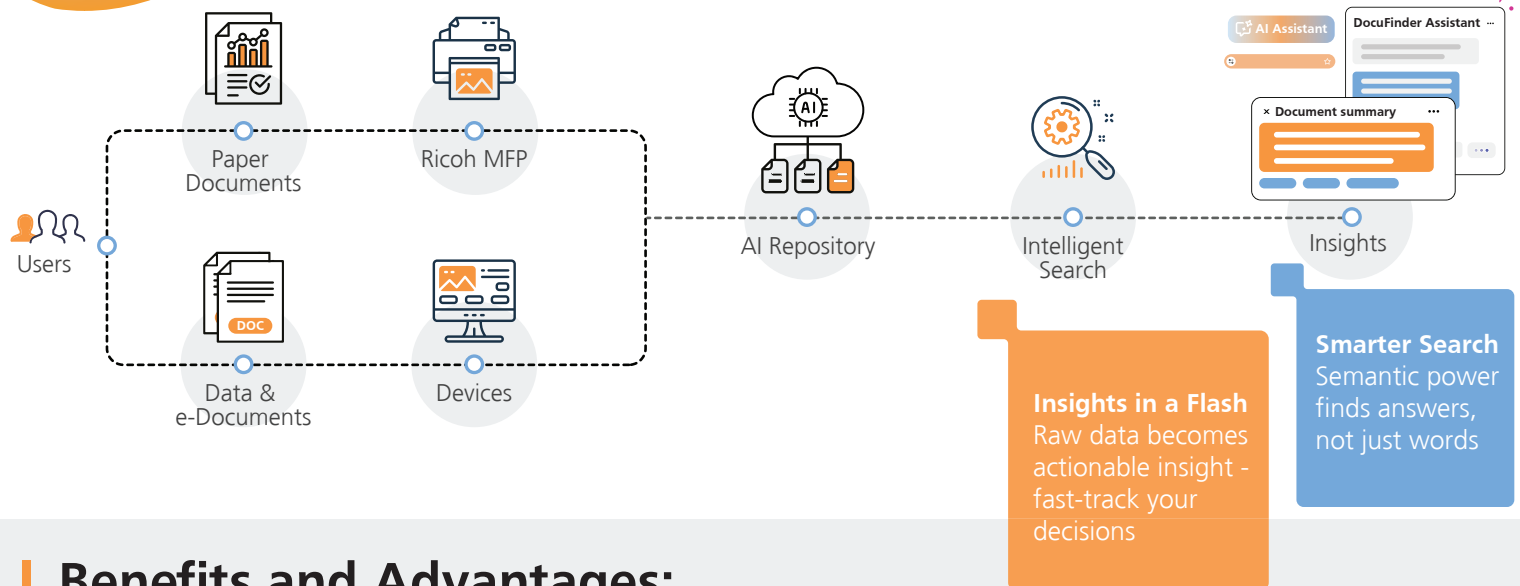 AI Assistant
DocuFinder Assistant
Document summary
AI
Paper
Documents
Ricoh MFP
Users
AI Repository
Intelligent
Search
Insights
DOC
Data &
e-Documents
Devices
Smarter Search
Semantic power
finds answers,
not just words
Insights in a Flash
Raw data becomes
actionable insight -
fast-track your
decisions
Benefits and Advantages: